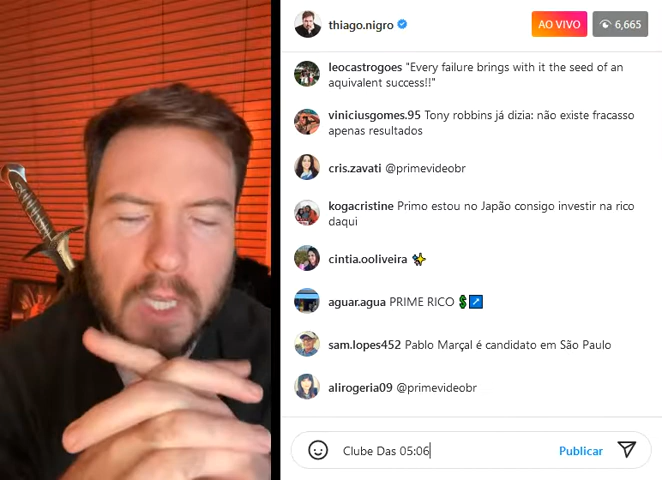 thiago.nigro
AO VIVO
6,665
leocastrogoes "Every failure brings with it the seed of an
aquivalent success!!"
viniciusgomes.95 Tony robbins já dizia: não existe fracasso
apenas resultados
cris.zavati @primevideobr
kogacristine Primo estou no Japão consigo investir na rico
daqui
cintia.ooliveira ✨
aguar.agua PRIME RICO 💲↗️
sam.lopes452 Pablo Marçal é candidato em São Paulo
alirogeria09 @primevideobr
Clube Das 05:06
Publicar